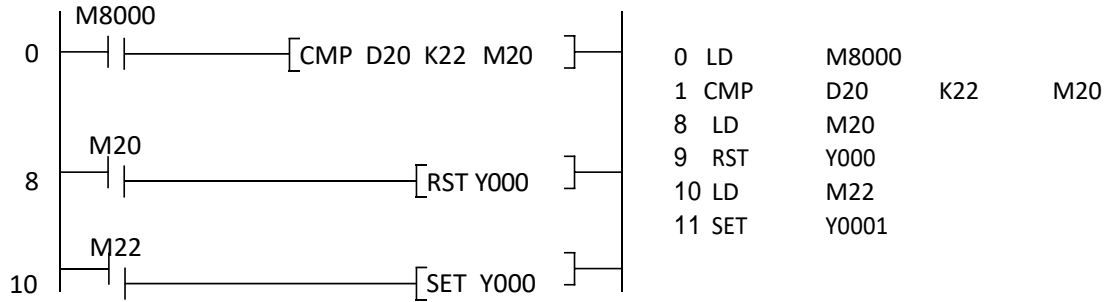 M8000
0 [CMP D20 K22 M20 ]
M20
8 [RST Y000 ]
M22
10 [SET Y000 ]
0 LD M8000
1 CMP D20 K22 M20
8 LD M20
9 RST Y000
10 LD M22
11 SET Y0001